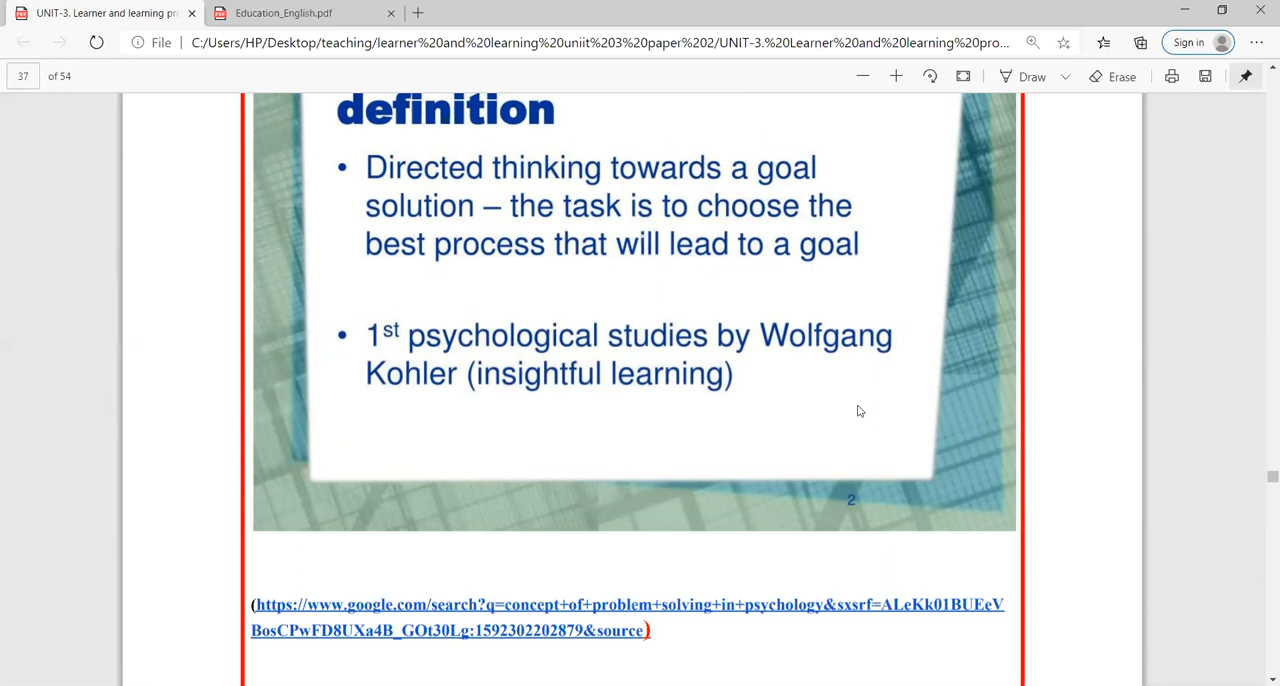 UNIT-3. Learner and learning pro
Education_English.pdf
File
C:/Users/HP/Desktop/teaching/learner%20and%20learning%20uniit%203%20paper%202/UNIT-3.%20Learner%20and%20learning%20pro...
Sign in
37 of 54
Draw
Erase
definition
• Directed thinking towards a goal
solution – the task is to choose the
best process that will lead to a goal
• 1st psychological studies by Wolfgang
Kohler (insightful learning)
2
(https://www.google.com/search?q=concept+of+problem+solving+in+psychology&sxsrf=ALeKk01BUEeV
BosCPwFD8UXa4B_GOt30Lg:1592302202879&source)